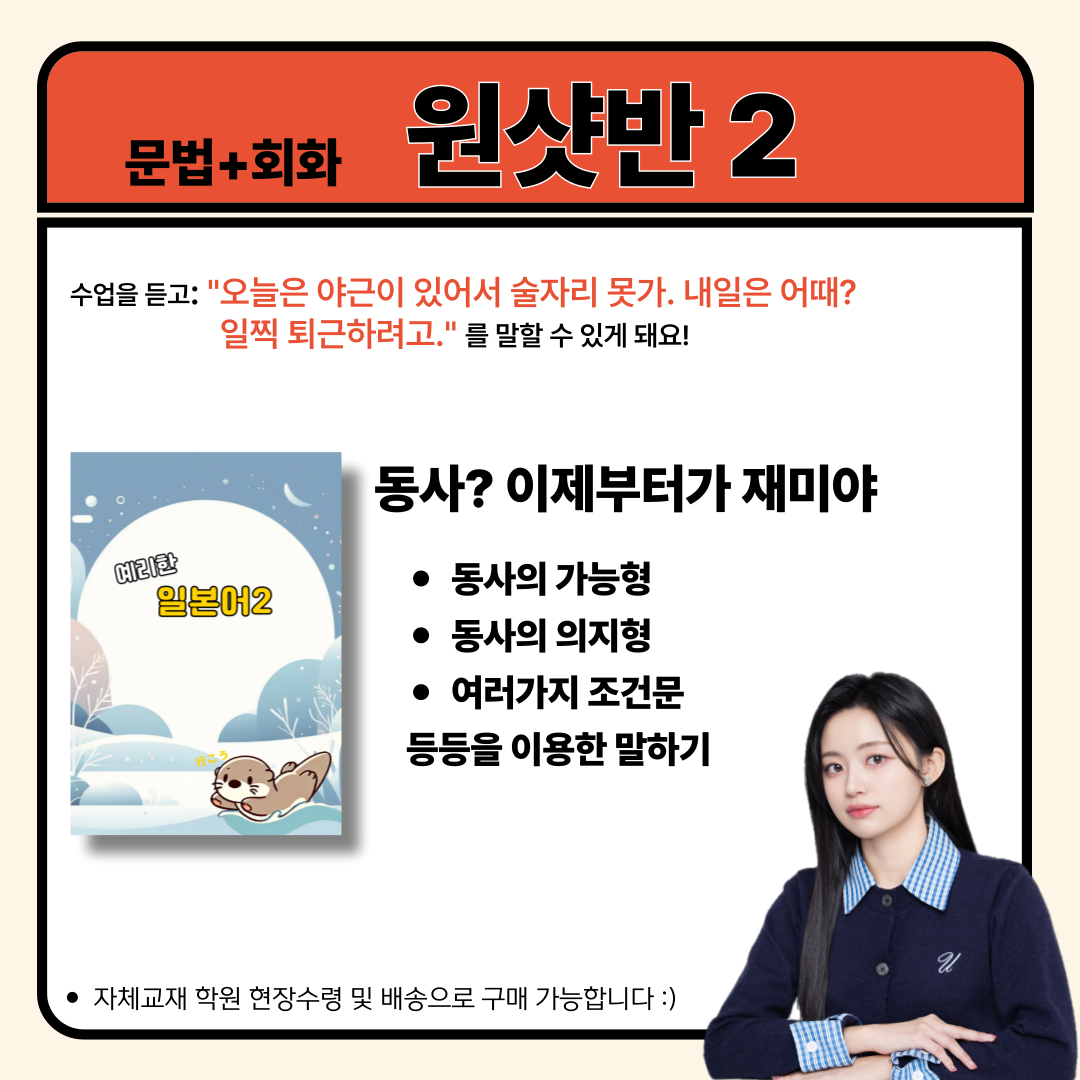 문법+회화 원샷반 2
수업을 듣고: "오늘은 야근이 있어서 술자리 못가. 내일은 어때?
일찍 퇴근하려고." 를 말할 수 있게 돼요!
예리한
일본어2
行こう
동사? 이제부터가 재미야
• 동사의 가능형
• 동사의 의지형
• 여러가지 조건문
등등을 이용한 말하기
U
• 자체교재 학원 현장수령 및 배송으로 구매 가능합니다 :)